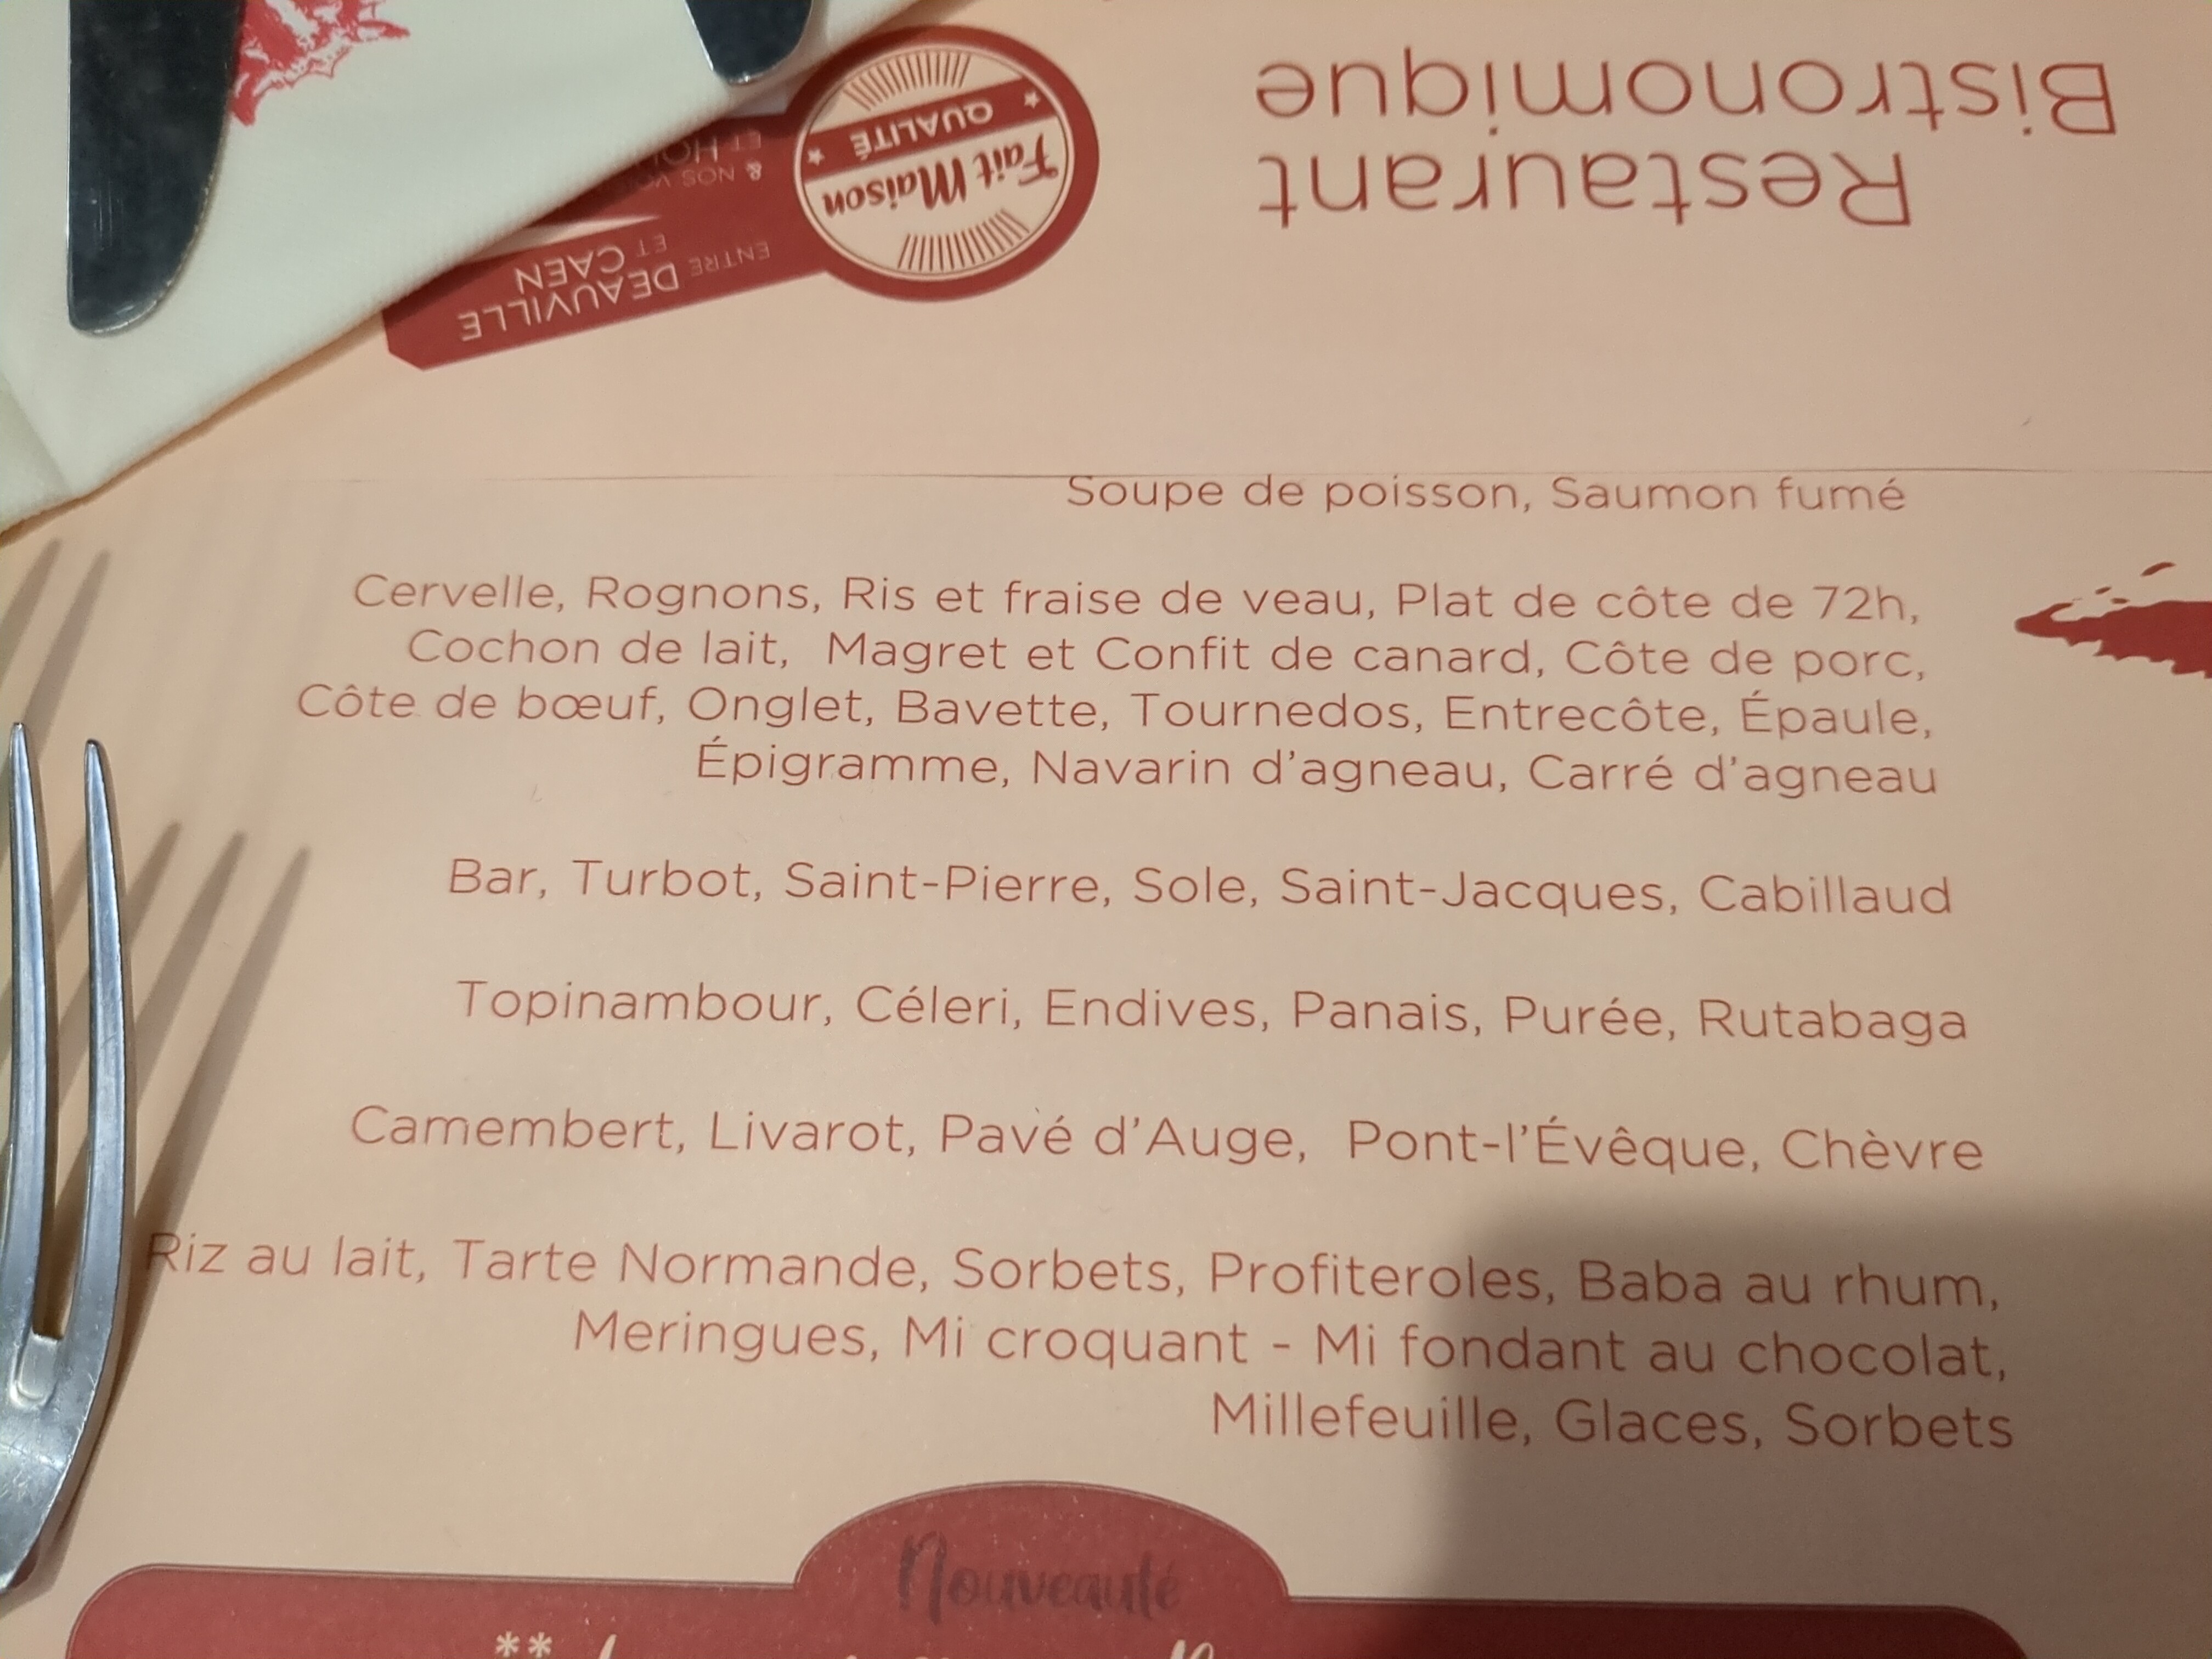 Restaurant
Bistronomique
Fait Maison
QUALITÉ
ENTRE DEAUVILLE
ET CAEN
& NOS
ET
Soupe de poisson, Saumon fumé
Cervelle, Rognons, Ris et fraise de veau, Plat de côte de 72h,
Cochon de lait, Magret et Confit de canard, Côte de porc,
Côte de bœuf, Onglet, Bavette, Tournedos, Entrecôte, Épaule,
Épigramme, Navarin d'agneau, Carré d'agneau
Bar, Turbot, Saint-Pierre, Sole, Saint-Jacques, Cabillaud
Topinambour, Céleri, Endives, Panais, Purée, Rutabaga
Camembert, Livarot, Pavé d'Auge, Pont-l'Évêque, Chèvre
Riz au lait, Tarte Normande, Sorbets, Profiteroles, Baba au rhum,
Meringues, Mi croquant - Mi fondant au chocolat,
Millefeuille, Glaces, Sorbets
Nouveauté
**